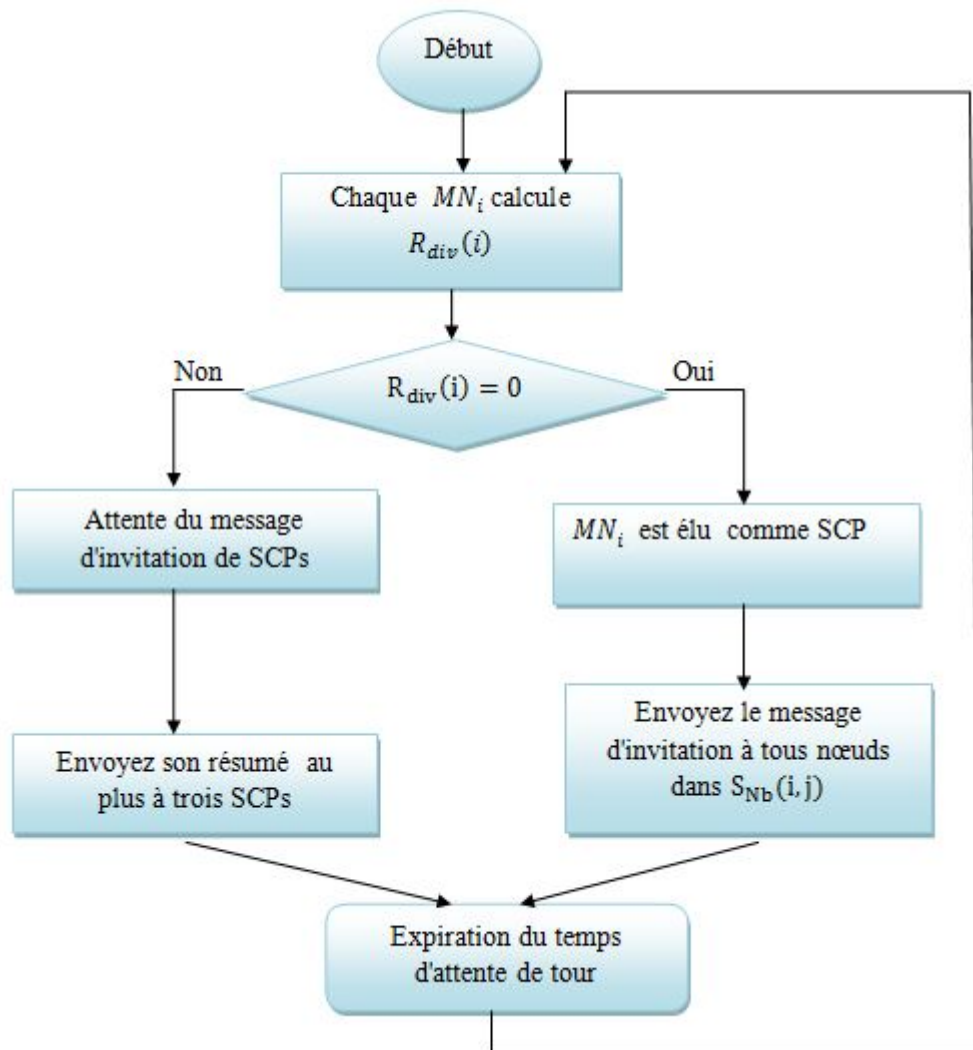 Début
Chaque MNᵢ calcule
R_div(i)
R_div(i) = 0
Non
Oui
Attente du message
d'invitation de SCPs
MNᵢ est élu comme SCP
Envoyez son résumé au
plus à trois SCPs
Envoyez le message
d'invitation à tous nœuds
dans S_Nb(i,j)
Expiration du temps
d'attente de tour